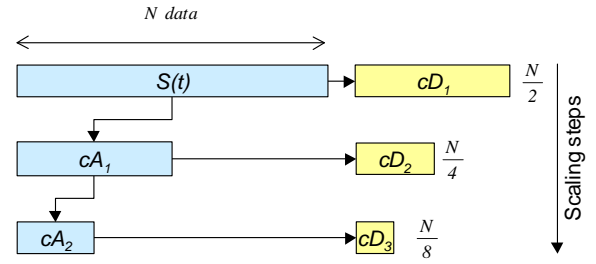 N data
S(t)
cD₁
N/2
cA₁
cD₂
N/4
cA₂
cD₃
N/8
Scaling steps